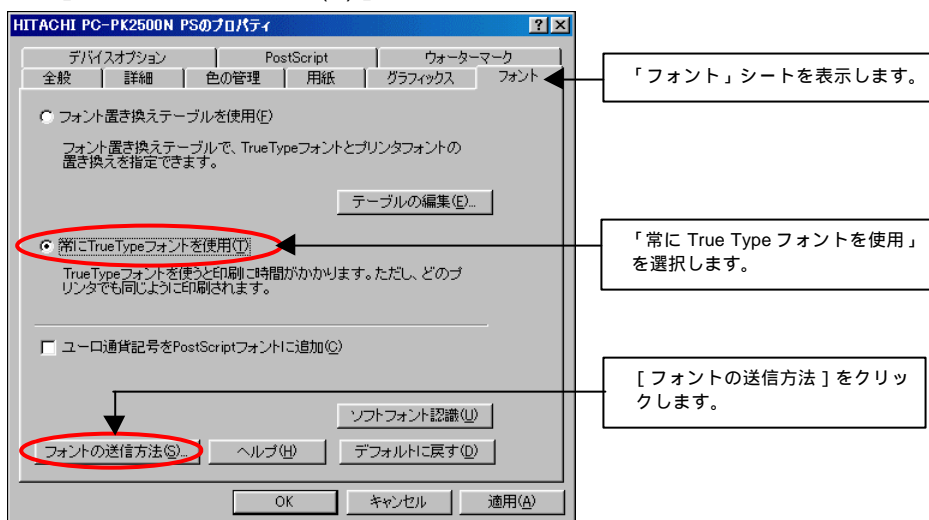 HITACHI PC-PK2500N PSのプロパティ
デバイスオプション PostScript ウォーターマーク
全般 詳細 色の管理 用紙 グラフィックス フォント
フォント置き換えテーブルを使用(F)
フォント置き換えテーブルで、TrueTypeフォントとプリンタフォントの
置き換えを指定できます。
テーブルの編集(E)...
常にTrueTypeフォントを使用(T)
TrueTypeフォントを使うと印刷に時間がかかります。ただし、どのプ
リンタでも同じように印刷されます。
ユーロ通貨記号をPostScriptフォントに追加(C)
ソフトフォント認識(U)
フォントの送信方法(S)... ヘルプ(H) デフォルトに戻す(D)
OK キャンセル 適用(A)
「フォント」シートを表示します。
「常に True Type フォントを使用」
を選択します。
[フォントの送信方法]をクリッ
クします。